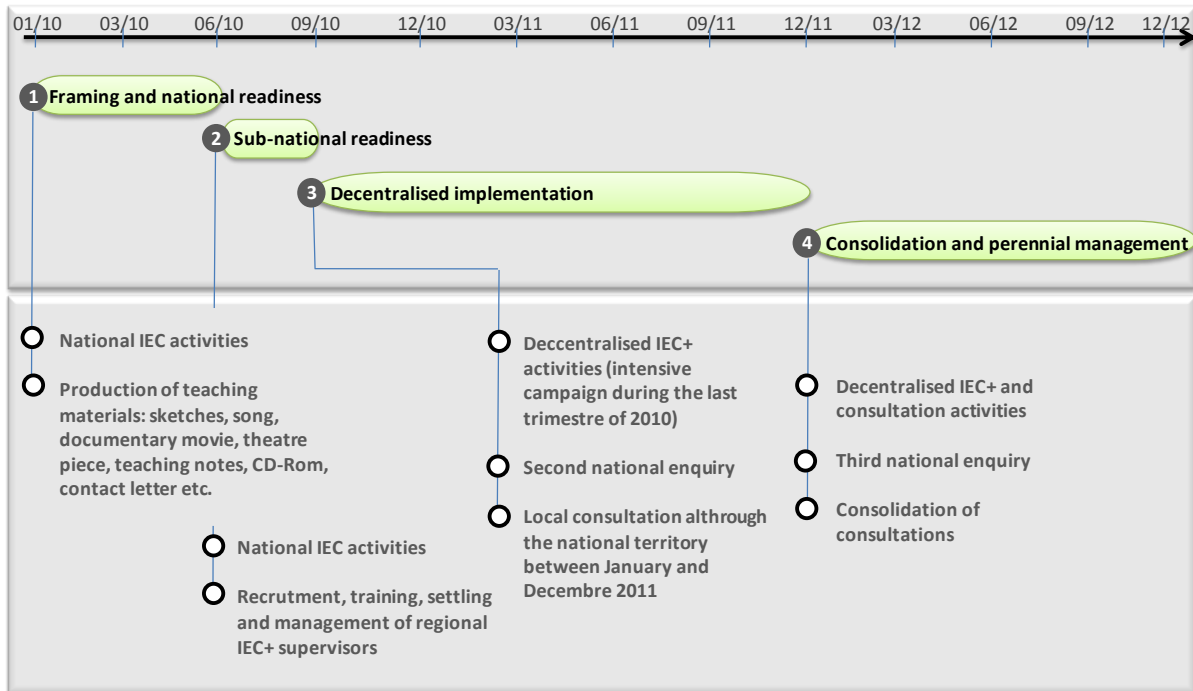 01/10 03/10 06/10 09/10 12/10 03/11 06/11 09/11 12/11 03/12 06/12 09/12 12/12
1 Framing and national readiness
2 Sub-national readiness
3 Decentralised implementation
4 Consolidation and perennial management
National IEC activities
Production of teaching
materials: sketches, song,
documentary movie, theatre
piece, teaching notes, CD-Rom,
contact letter etc.
National IEC activities
Recrutment, training, settling
and management of regional
IEC+ supervisors
Deccentralised IEC+
activities (intensive
campaign during the last
trimestre of 2010)
Second national enquiry
Local consultation althrough
the national territory
between January and
Decembre 2011
Decentralised IEC+ and
consultation activities
Third national enquiry
Consolidation of
consultations